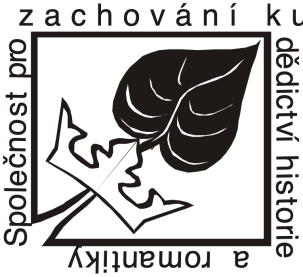 Společnost pro
zachování ku
dědictví historie
a romantiky